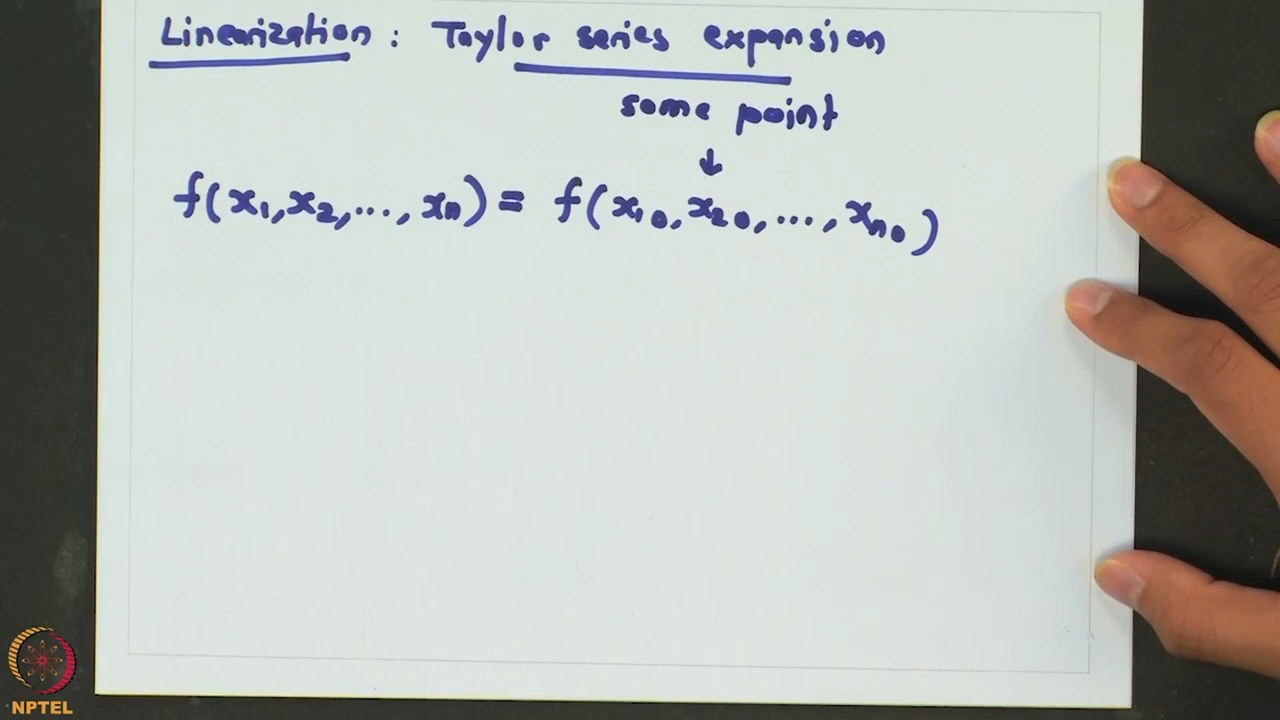 Linearization : Taylor series expansion
some point
↓
f(x₁,x₂,...,xₙ) = f(x₁₀,x₂₀,...,xₙ₀)
NPTEL